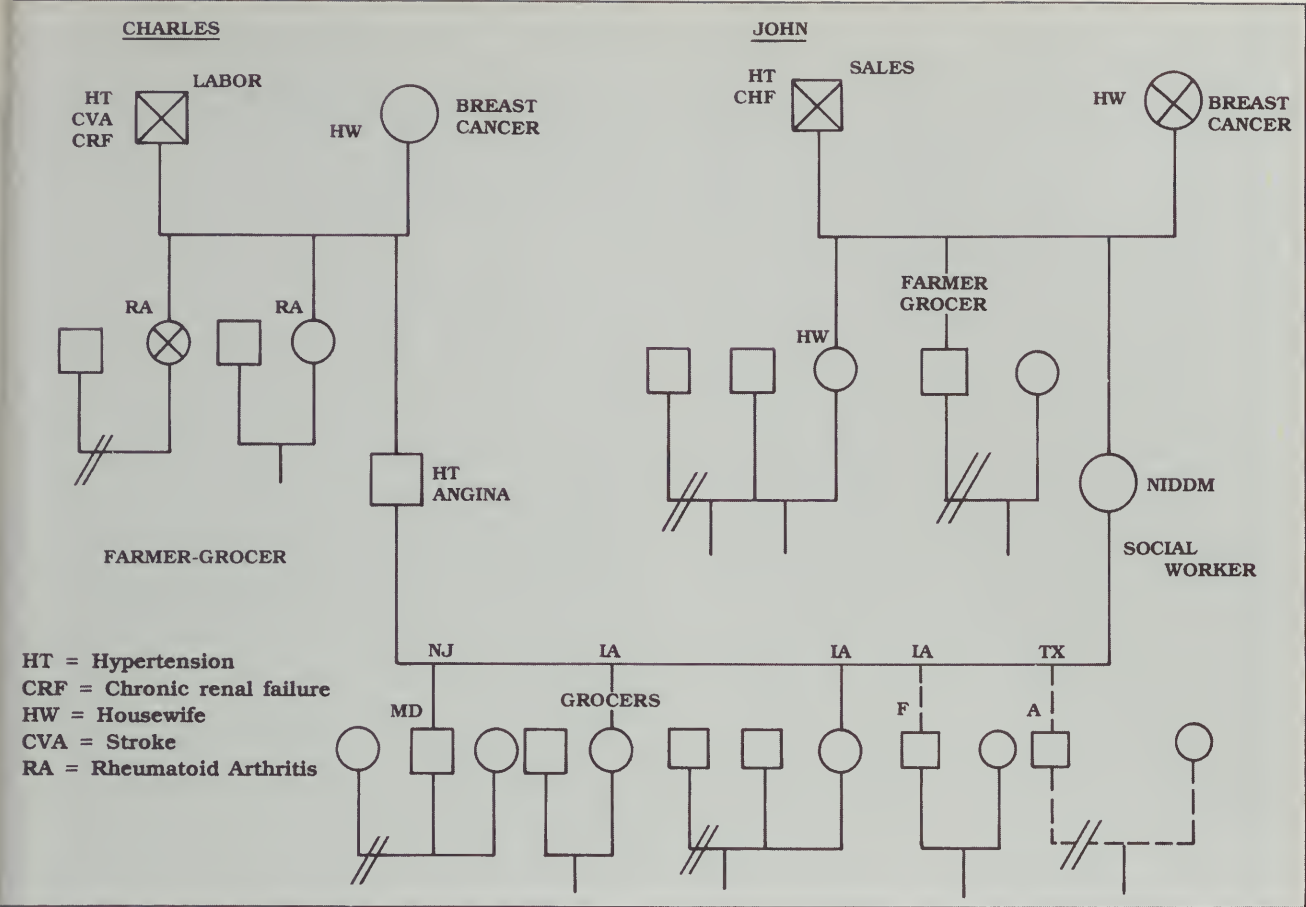 CHARLES
JOHN
LABOR
HT
CVA
CRF
HW
BREAST
CANCER
SALES
HT
CHF
HW
BREAST
CANCER
RA
RA
FARMER
GROCER
HW
HT
ANGINA
NIDDM
FARMER-GROCER
SOCIAL
WORKER
NJ
IA
IA
IA
TX
HT = Hypertension
CRF = Chronic renal failure
HW = Housewife
CVA = Stroke
RA = Rheumatoid Arthritis
MD
GROCERS
F
A